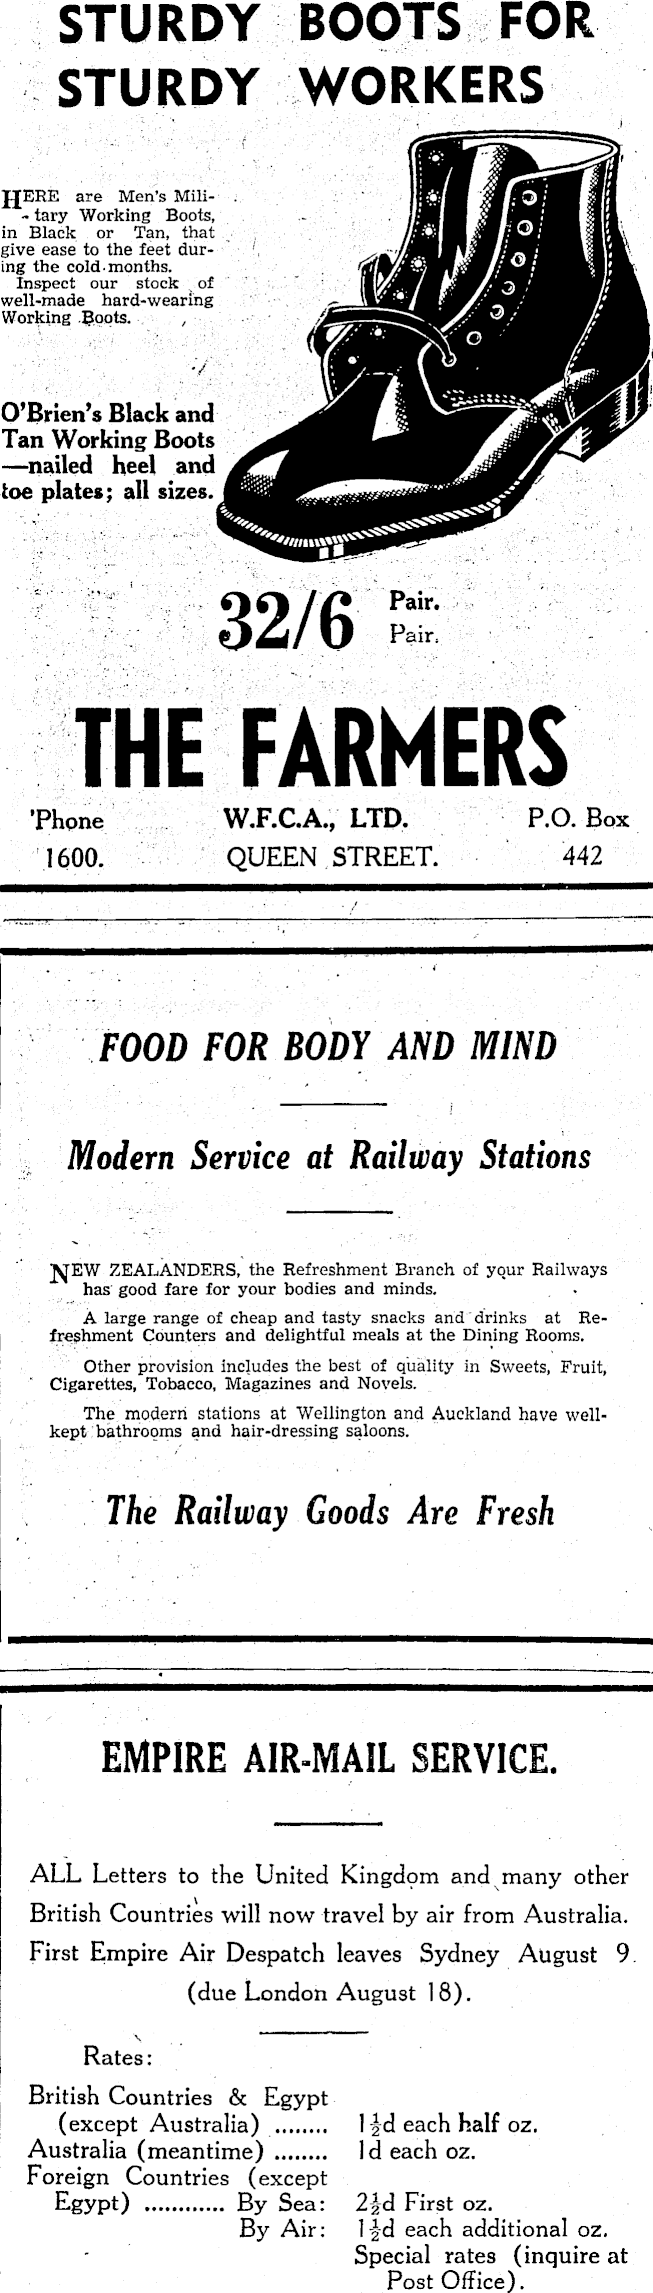 STURDY BOOTS FOR
STURDY WORKERS
HERE are Men's Mili-
tary Working Boots,
in Black or Tan, that
give ease to the feet dur-
ing the cold months.
Inspect our stock of
well-made hard-wearing
Working Boots.
O'Brien's Black and
Tan Working Boots
—nailed heel and
toe plates; all sizes.
32/6 Pair.
Pair.
THE FARMERS
'Phone W.F.C.A., LTD. P.O. Box
1600. QUEEN STREET. 442
FOOD FOR BODY AND MIND
Modern Service at Railway Stations
NEW ZEALANDERS, the Refreshment Branch of your Railways
has good fare for your bodies and minds.
A large range of cheap and tasty snacks and drinks at Re-
freshment Counters and delightful meals at the Dining Rooms.
Other provision includes the best of quality in Sweets, Fruit,
Cigarettes, Tobacco, Magazines and Novels.
The modern stations at Wellington and Auckland have well-
kept bathrooms and hair-dressing saloons.
The Railway Goods Are Fresh
EMPIRE AIR-MAIL SERVICE.
ALL Letters to the United Kingdom and many other
British Countries will now travel by air from Australia.
First Empire Air Despatch leaves Sydney August 9
(due London August 18).
Rates:
British Countries & Egypt
(except Australia) ........ 1½d each half oz.
Australia (meantime) ........ 1d each oz.
Foreign Countries (except
Egypt) ............ By Sea: 2½d First oz.
By Air: 1½d each additional oz.
Special rates (inquire at
Post Office).